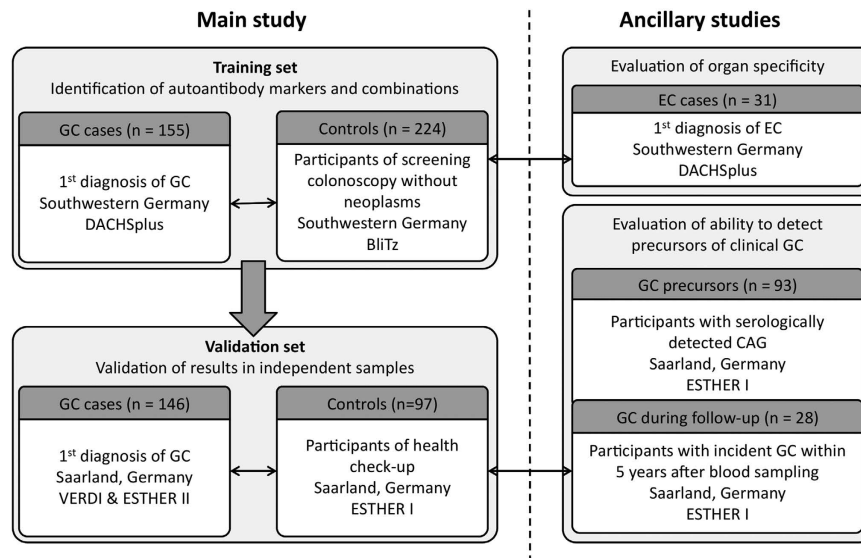 Main study
Training set
Identification of autoantibody markers and combinations
GC cases (n = 155)
1st diagnosis of GC
Southwestern Germany
DACHSplus
Controls (n = 224)
Participants of screening
colonoscopy without
neoplasms
Southwestern Germany
BliTz
Validation set
Validation of results in independent samples
GC cases (n = 146)
1st diagnosis of GC
Saarland, Germany
VERDI & ESTHER II
Controls (n=97)
Participants of health
check-up
Saarland, Germany
ESTHER I
Ancillary studies
Evaluation of organ specificity
EC cases (n = 31)
1st diagnosis of EC
Southwestern Germany
DACHSplus
Evaluation of ability to detect
precursors of clinical GC
GC precursors (n = 93)
Participants with serologically
detected CAG
Saarland, Germany
ESTHER I
GC during follow-up (n = 28)
Participants with incident GC within
5 years after blood sampling
Saarland, Germany
ESTHER I